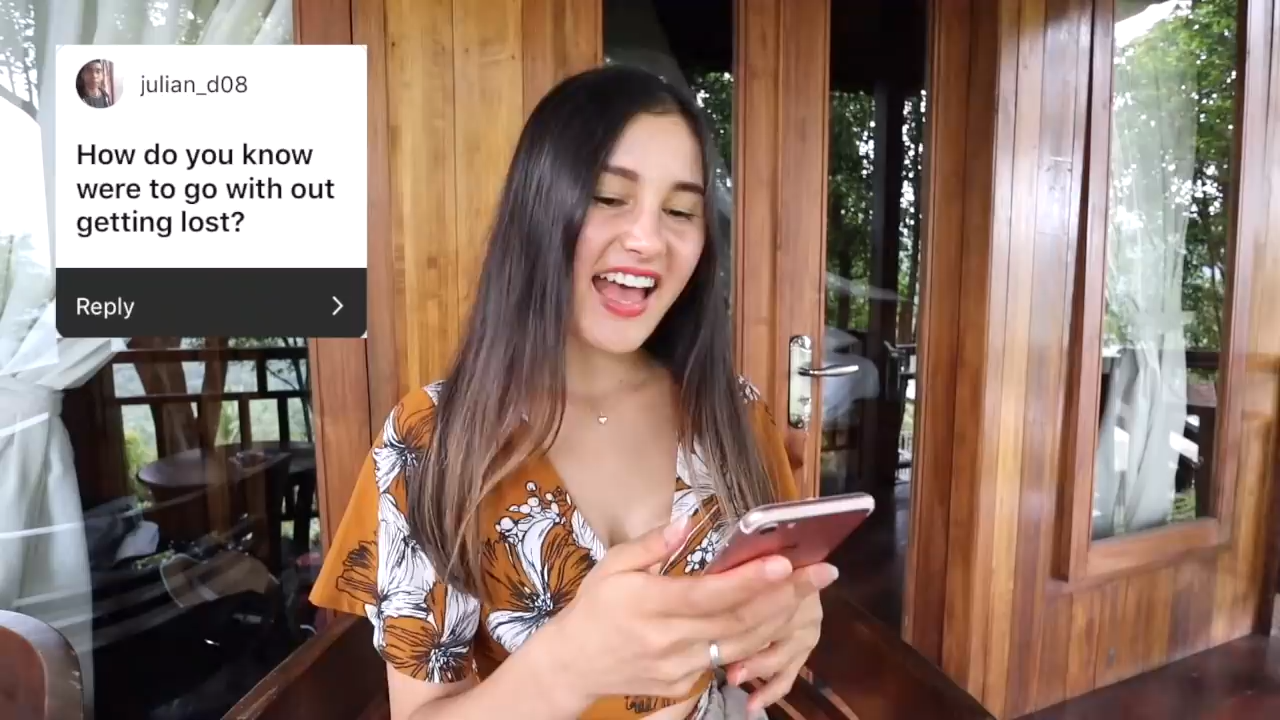 julian_d08
How do you know
were to go with out
getting lost?
Reply